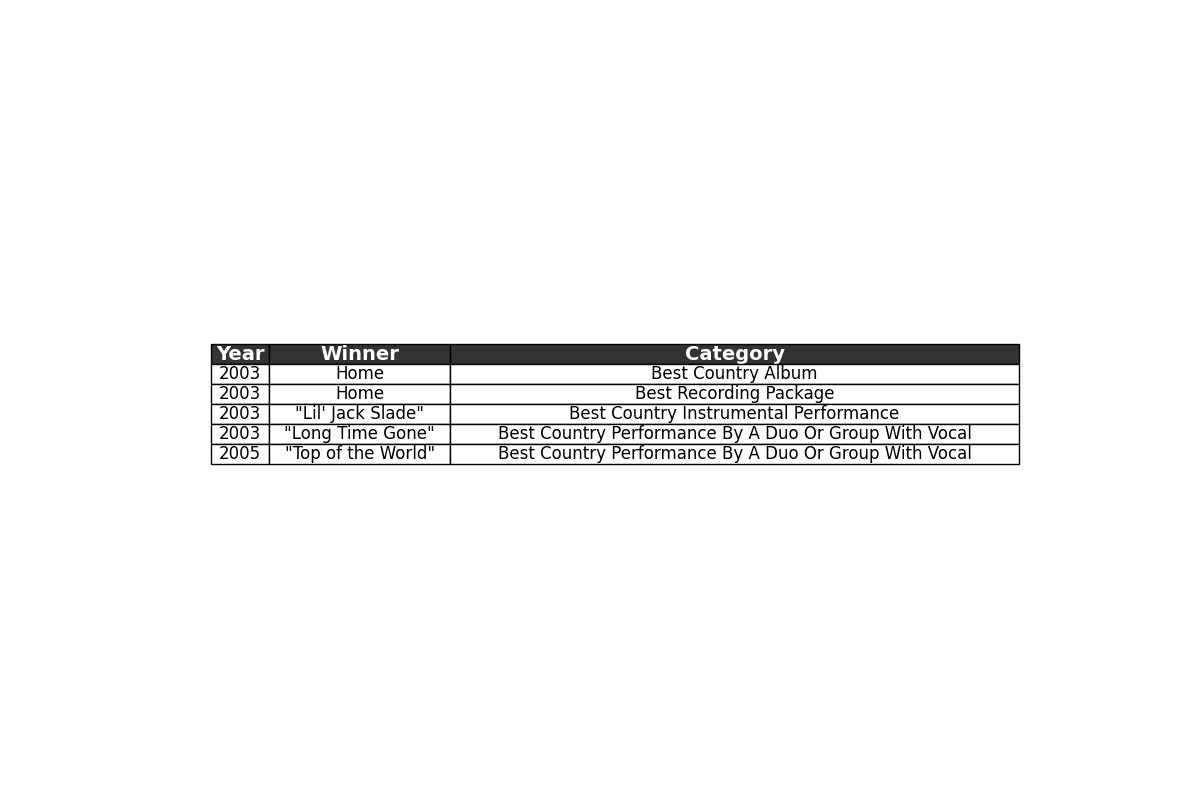 Year Winner Category
2003 Home Best Country Album
2003 Home Best Recording Package
2003 "Lil' Jack Slade" Best Country Instrumental Performance
2003 "Long Time Gone" Best Country Performance By A Duo Or Group With Vocal
2005 "Top of the World" Best Country Performance By A Duo Or Group With Vocal